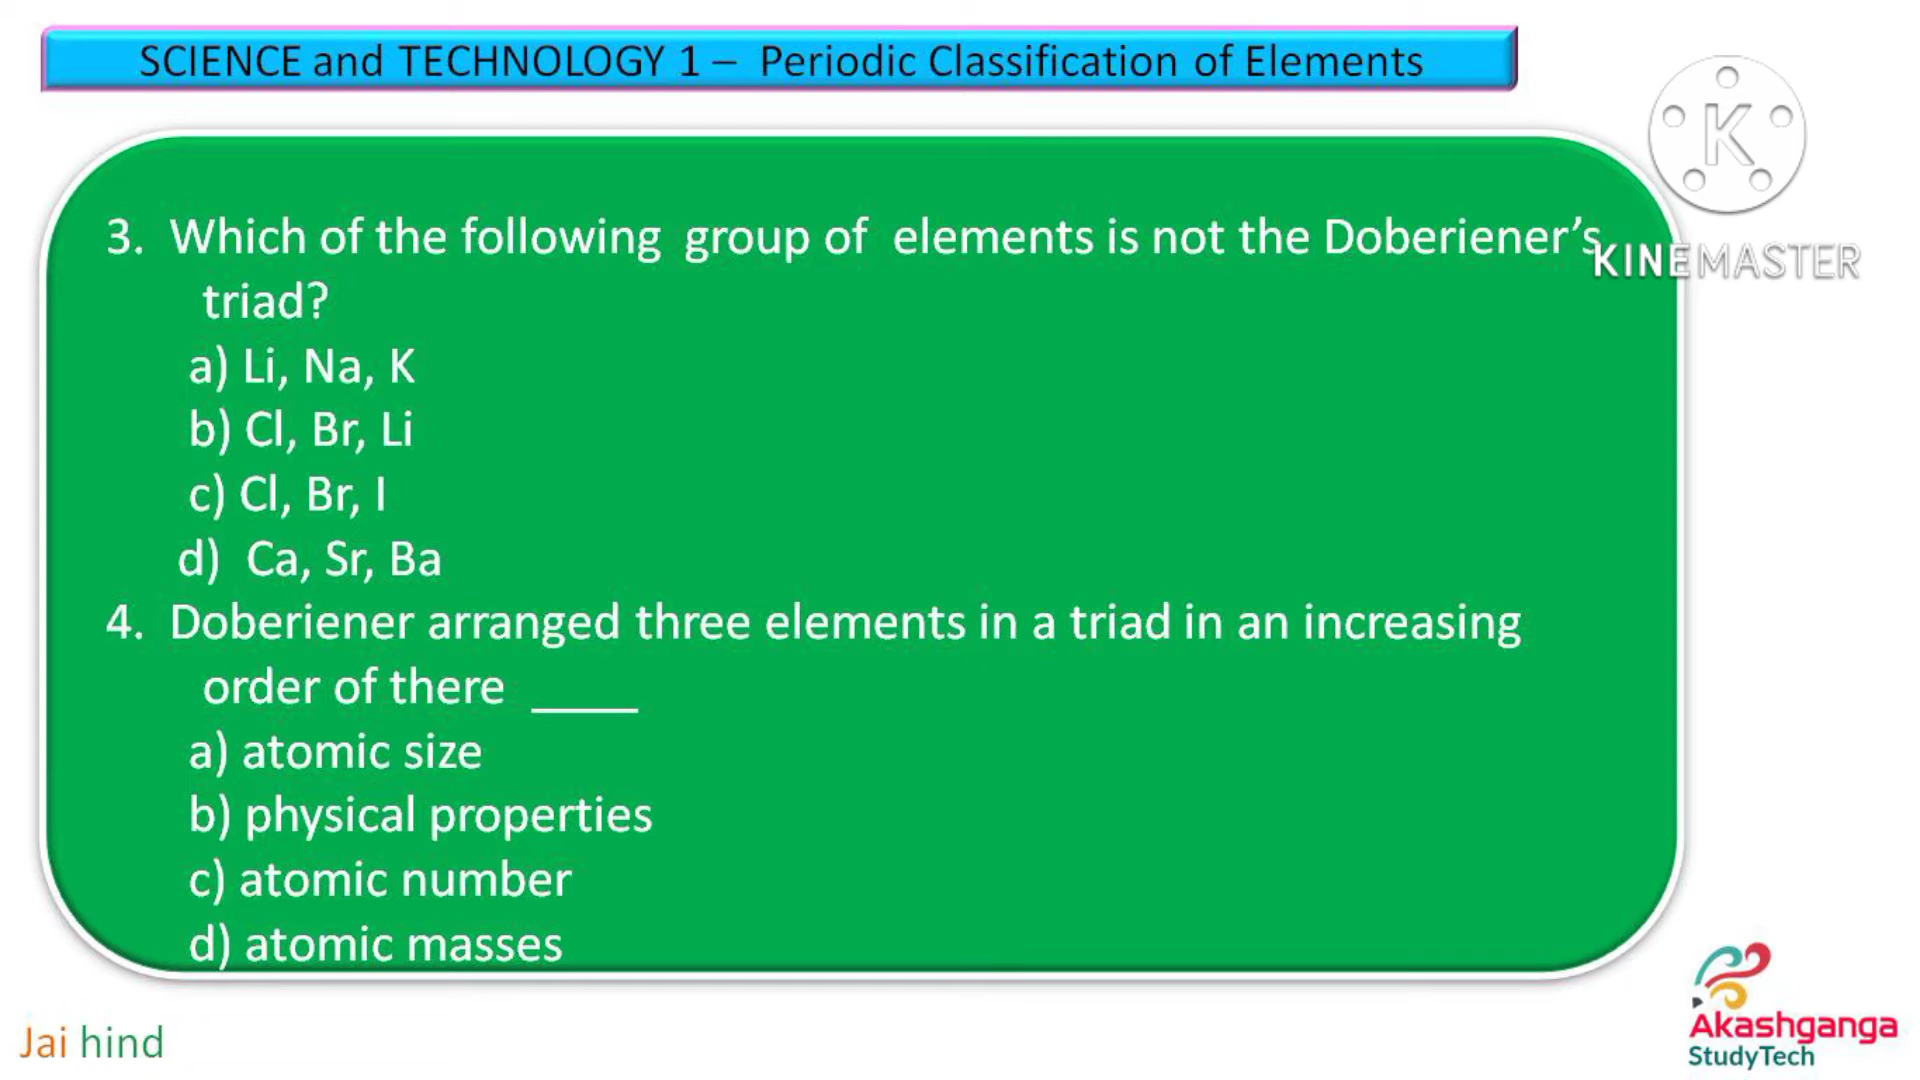 SCIENCE and TECHNOLOGY 1 – Periodic Classification of Elements
K
KINEMASTER
3. Which of the following group of elements is not the Doberiener's
triad?
a) Li, Na, K
b) Cl, Br, Li
c) Cl, Br, I
d) Ca, Sr, Ba
4. Doberiener arranged three elements in a triad in an increasing
order of there ____
a) atomic size
b) physical properties
c) atomic number
d) atomic masses
Jai hind
Akashganga
StudyTech